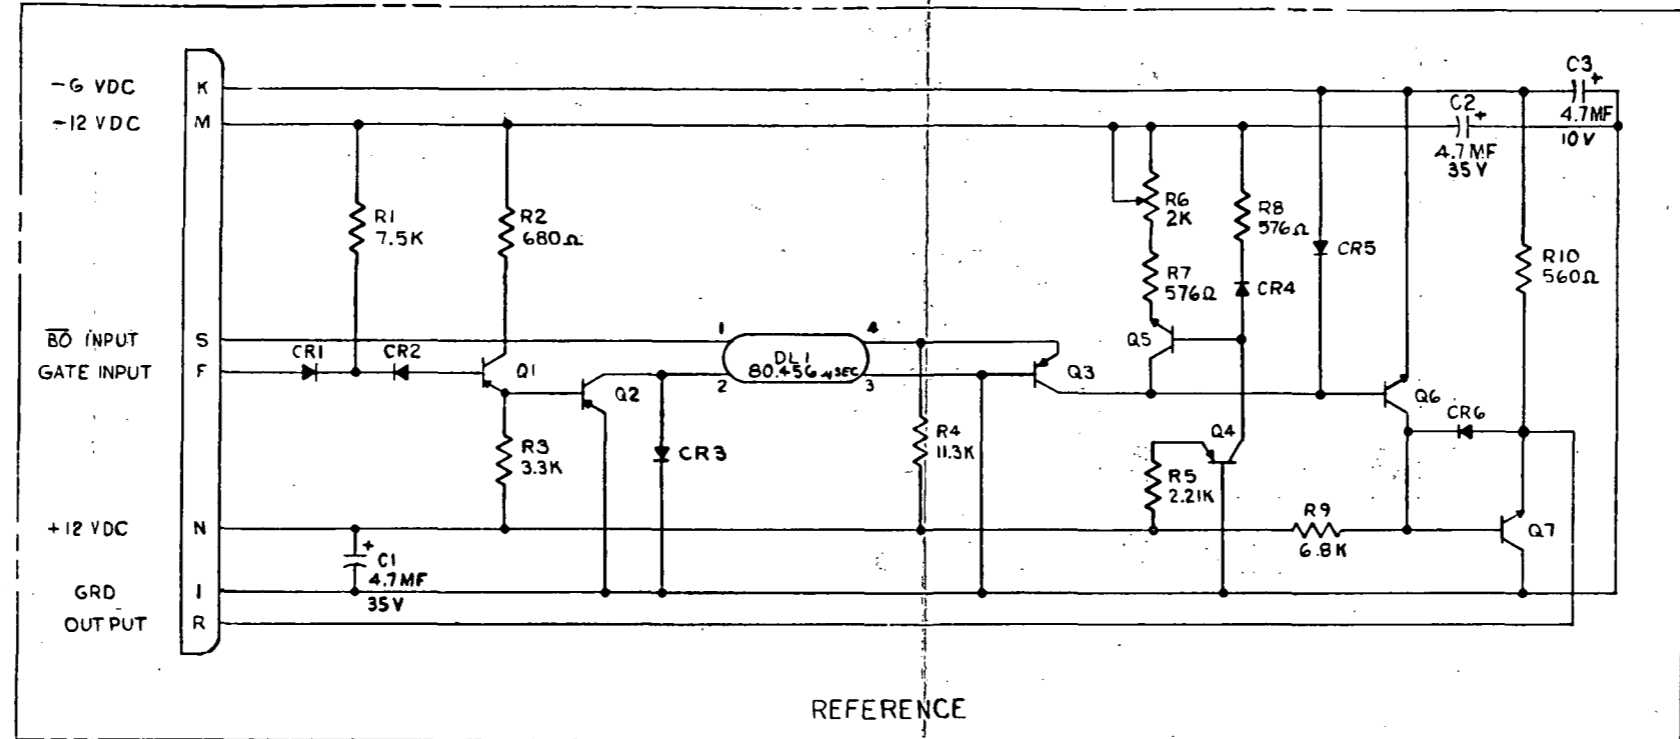 -6 VDC K
-12 VDC M
B̅O̅ INPUT S
GATE INPUT F
+12 VDC N
GRD I
OUTPUT R
R1
7.5K
R2
680Ω
CR1
CR2
Q1
Q2
R3
3.3K
CR3
+
C1
4.7MF
35V
1
2
DL1
80.456 μSEC
4
3
R4
11.3K
Q3
R6
2K
R7
576Ω
Q5
R8
576Ω
CR4
Q4
R5
2.21K
CR5
R9
6.8K
C2
+
4.7MF
35V
C3
+
4.7MF
10V
R10
560Ω
Q6
CR6
Q7
REFERENCE